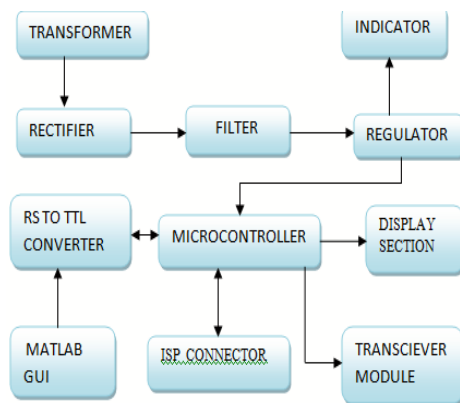 TRANSFORMER
INDICATOR
RECTIFIER
FILTER
REGULATOR
RS TO TTL
CONVERTER
MICROCONTROLLER
DISPLAY
SECTION
MATLAB
GUI
ISP CONNECTOR
TRANSCIEVER
MODULE